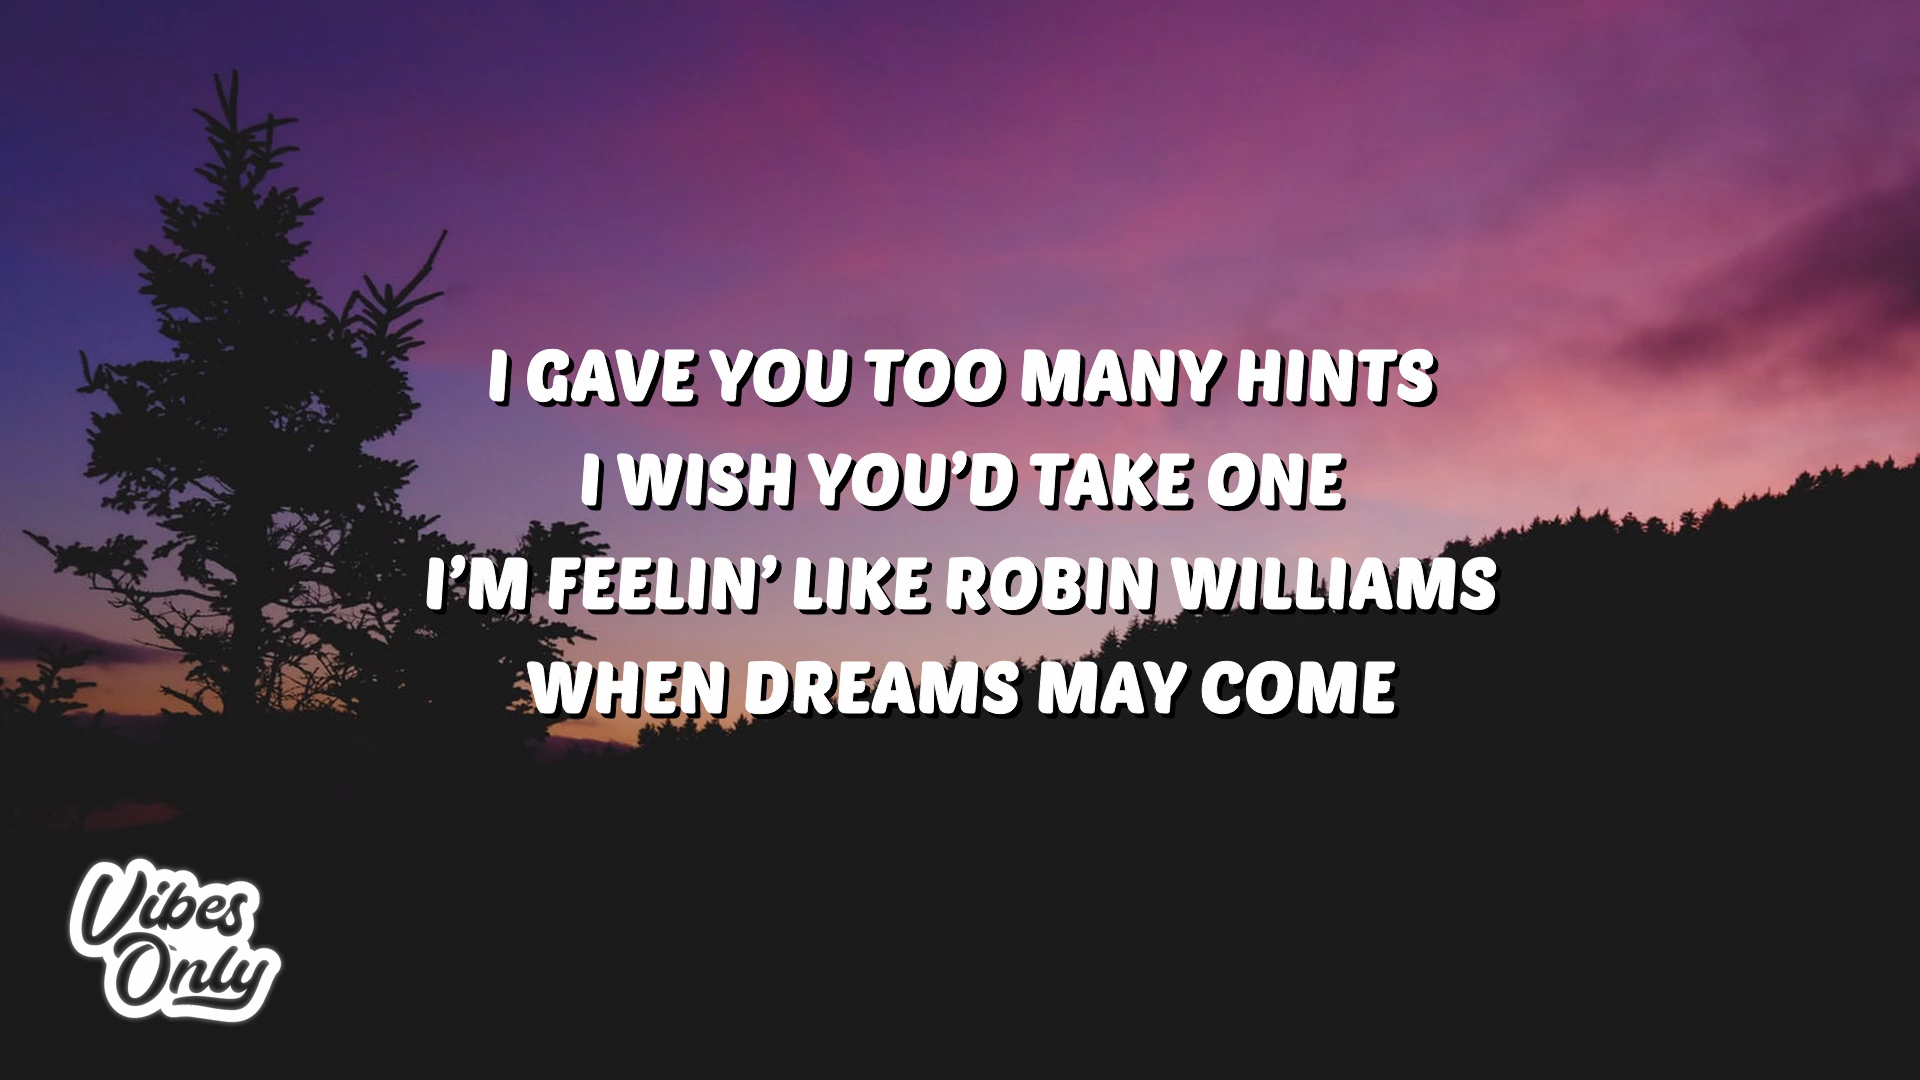 I GAVE YOU TOO MANY HINTS
I WISH YOU’D TAKE ONE
I’M FEELIN’ LIKE ROBIN WILLIAMS
WHEN DREAMS MAY COME
Vibes
Only